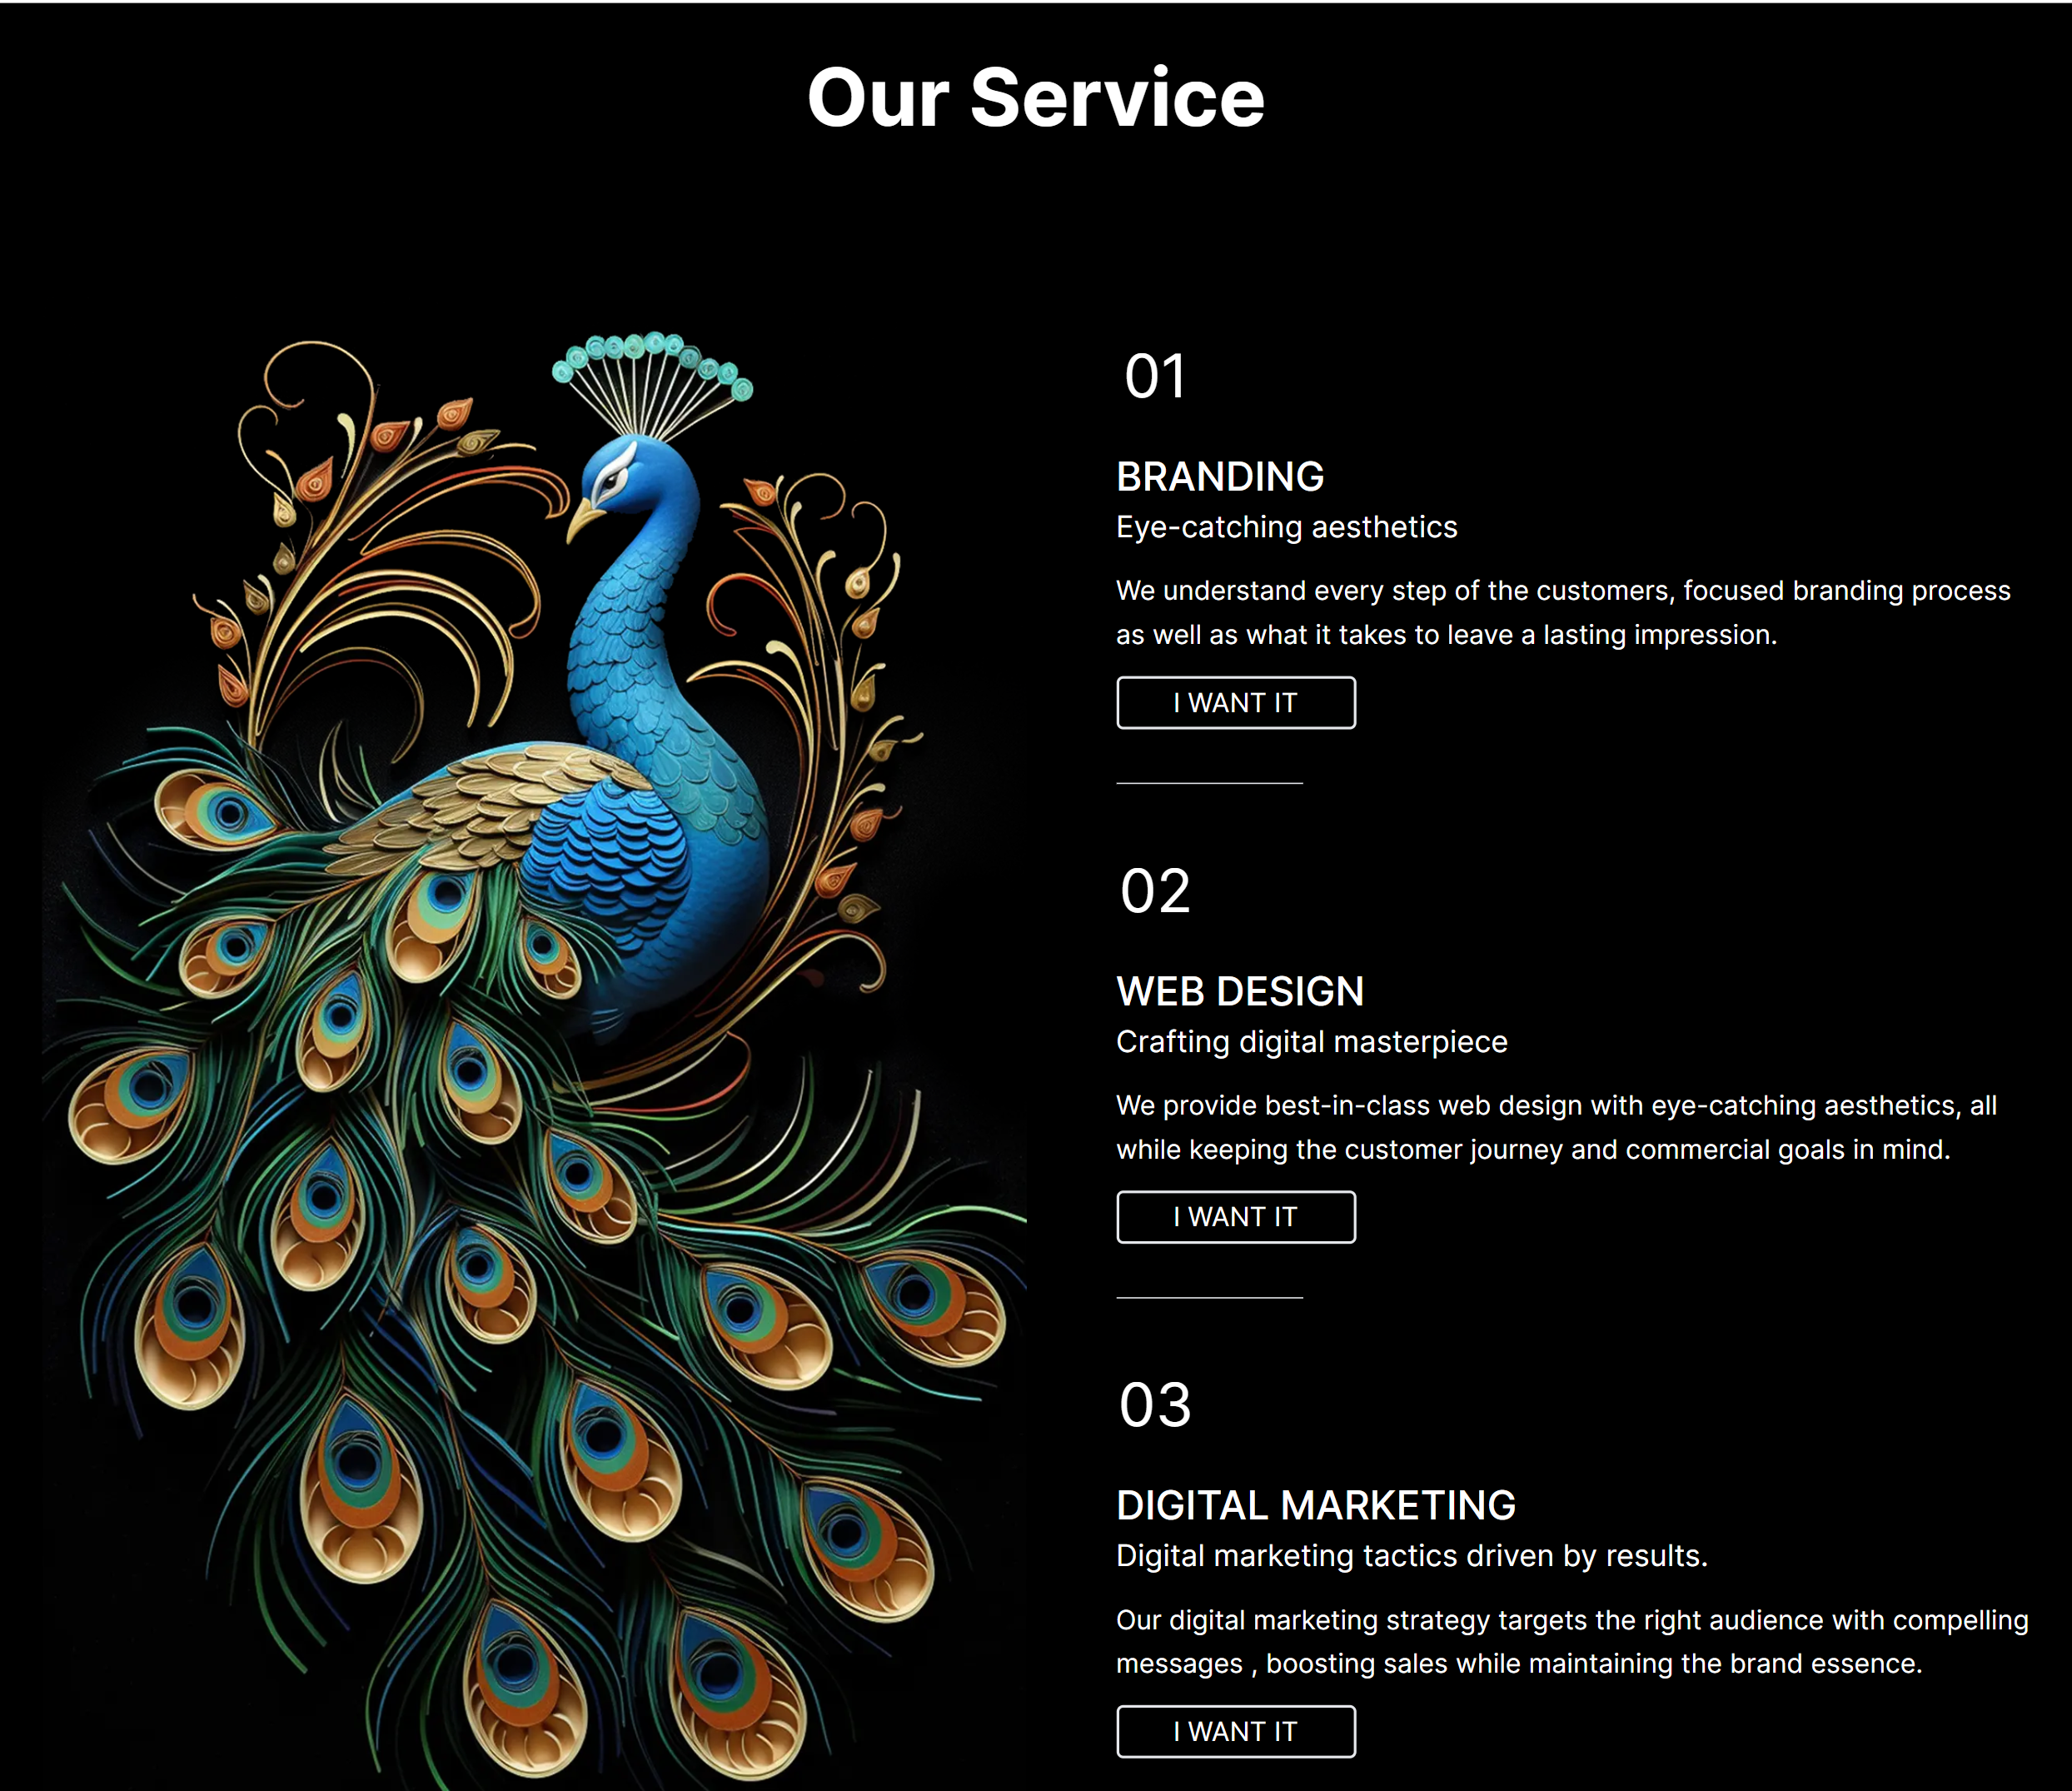 Our Service
01
BRANDING
Eye-catching aesthetics
We understand every step of the customers, focused branding process
as well as what it takes to leave a lasting impression.
I WANT IT
02
WEB DESIGN
Crafting digital masterpiece
We provide best-in-class web design with eye-catching aesthetics, all
while keeping the customer journey and commercial goals in mind.
I WANT IT
03
DIGITAL MARKETING
Digital marketing tactics driven by results.
Our digital marketing strategy targets the right audience with compelling
messages , boosting sales while maintaining the brand essence.
I WANT IT